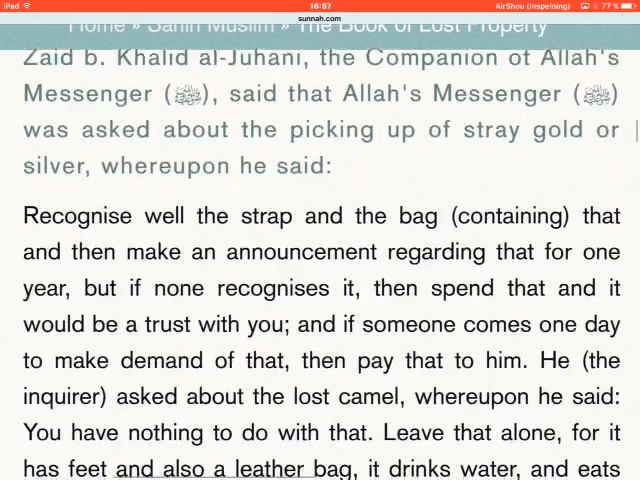 iPad 16:57 AirShou (Inspelning) 77 %
sunnah.com
Home » Sahih Muslim » The Book of Lost Property
Zaid b. Khalid al-Juhani, the Companion of Allah's
Messenger (ﷺ), said that Allah's Messenger (ﷺ)
was asked about the picking up of stray gold or
silver, whereupon he said:
Recognise well the strap and the bag (containing) that
and then make an announcement regarding that for one
year, but if none recognises it, then spend that and it
would be a trust with you; and if someone comes one day
to make demand of that, then pay that to him. He (the
inquirer) asked about the lost camel, whereupon he said:
You have nothing to do with that. Leave that alone, for it
has feet and also a leather bag, it drinks water, and eats